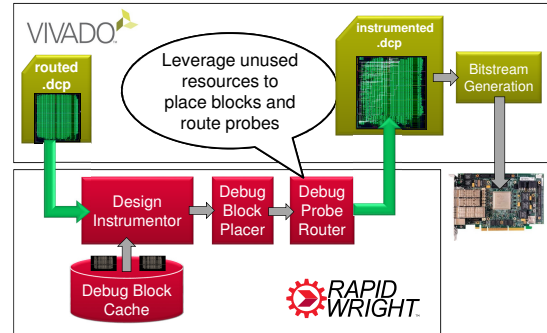 VIVADO
routed
.dcp
Leverage unused
resources to
place blocks and
route probes
instrumented
.dcp
Bitstream
Generation
Design
Instrumentor
Debug
Block
Placer
Debug
Probe
Router
Debug Block
Cache
RAPID
WRIGHT